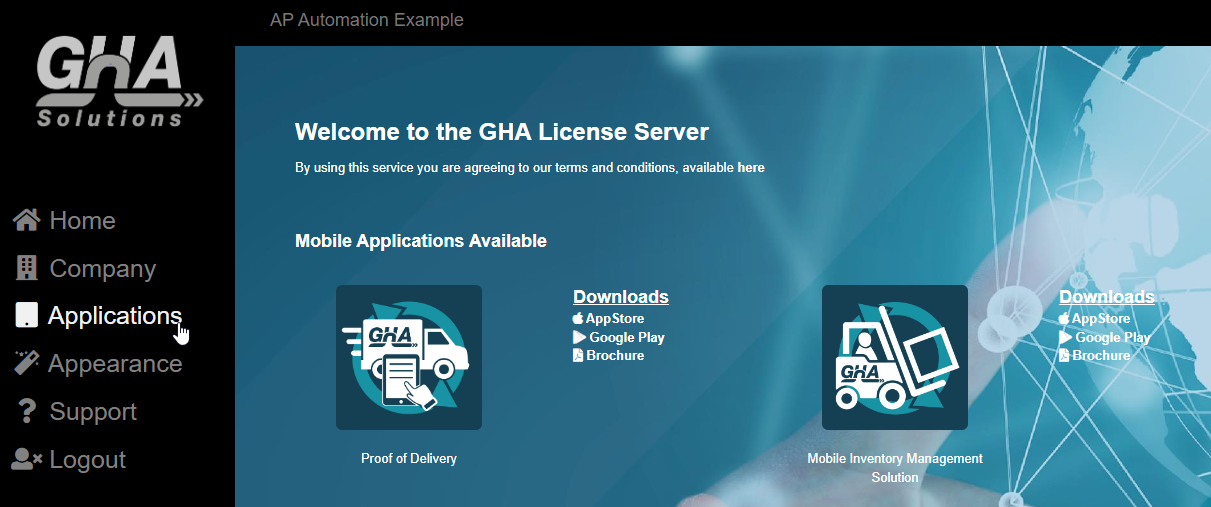 GHA
Solutions
AP Automation Example
Home
Company
Applications
Appearance
Support
Logout
Welcome to the GHA License Server
By using this service you are agreeing to our terms and conditions, available here
Mobile Applications Available
GHA
Proof of Delivery
Downloads
AppStore
Google Play
Brochure
GHA
Mobile Inventory Management
Solution
Downloads
AppStore
Google Play
Brochure